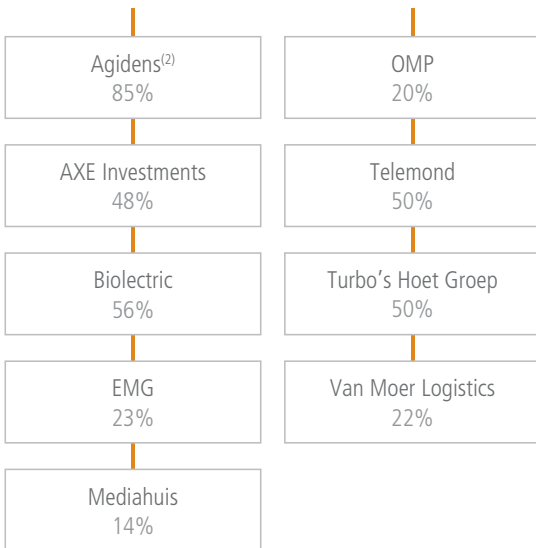 Agidens(2)
85%
AXE Investments
48%
Biolectric
56%
EMG
23%
Mediahuis
14%
OMP
20%
Telemond
50%
Turbo's Hoet Groep
50%
Van Moer Logistics
22%